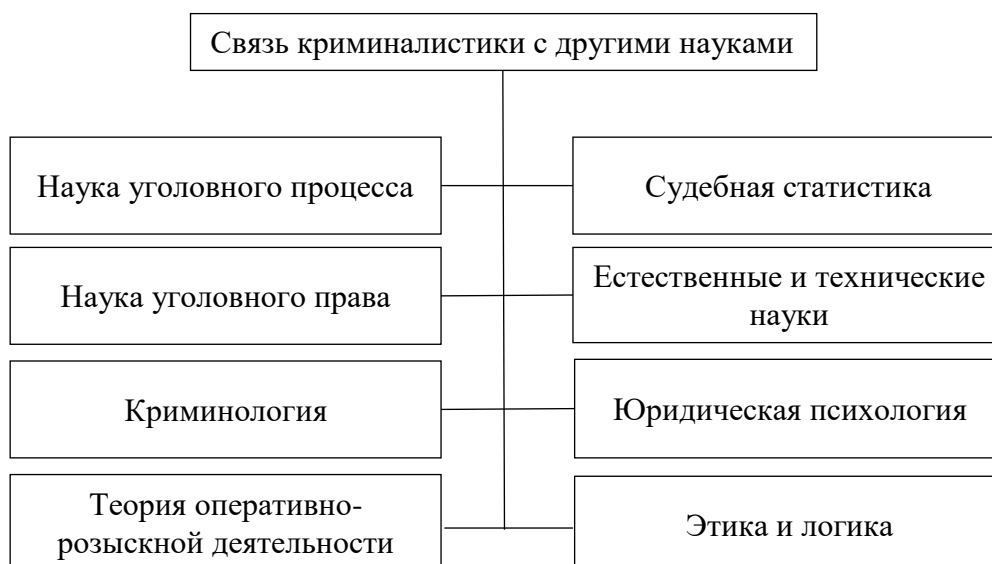 Связь криминалистики с другими науками
Наука уголовного процесса
Судебная статистика
Наука уголовного права
Естественные и технические
науки
Криминология
Юридическая психология
Теория оперативно-
розыскной деятельности
Этика и логика